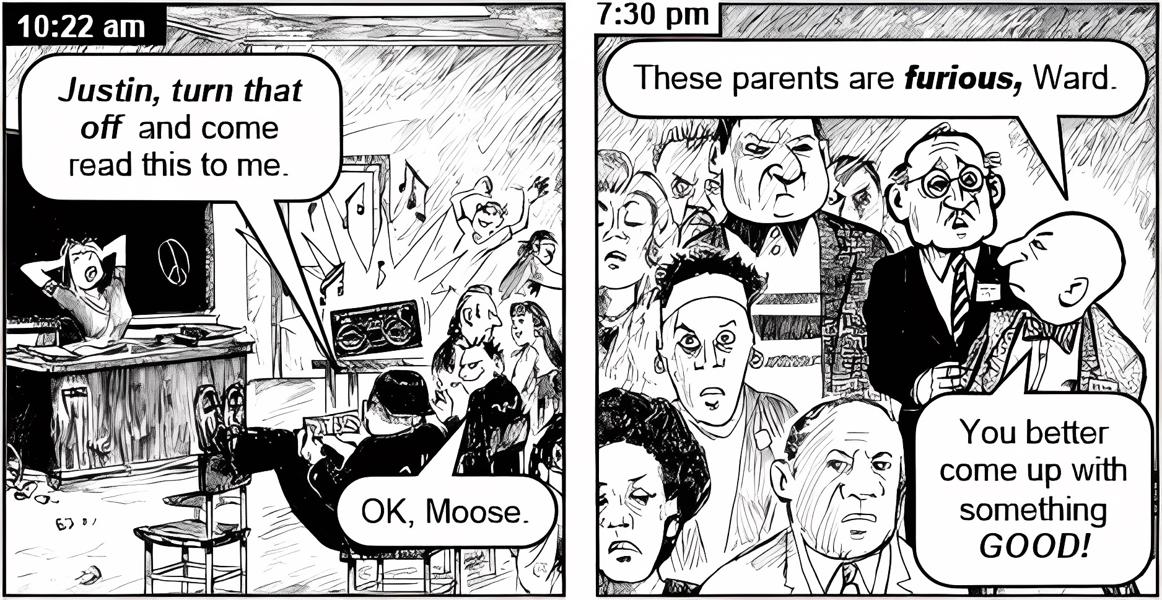 10:22 am
Justin, turn that
off and come
read this to me.
OK, Moose.
7:30 pm
These parents are furious, Ward.
You better
come up with
something
GOOD!